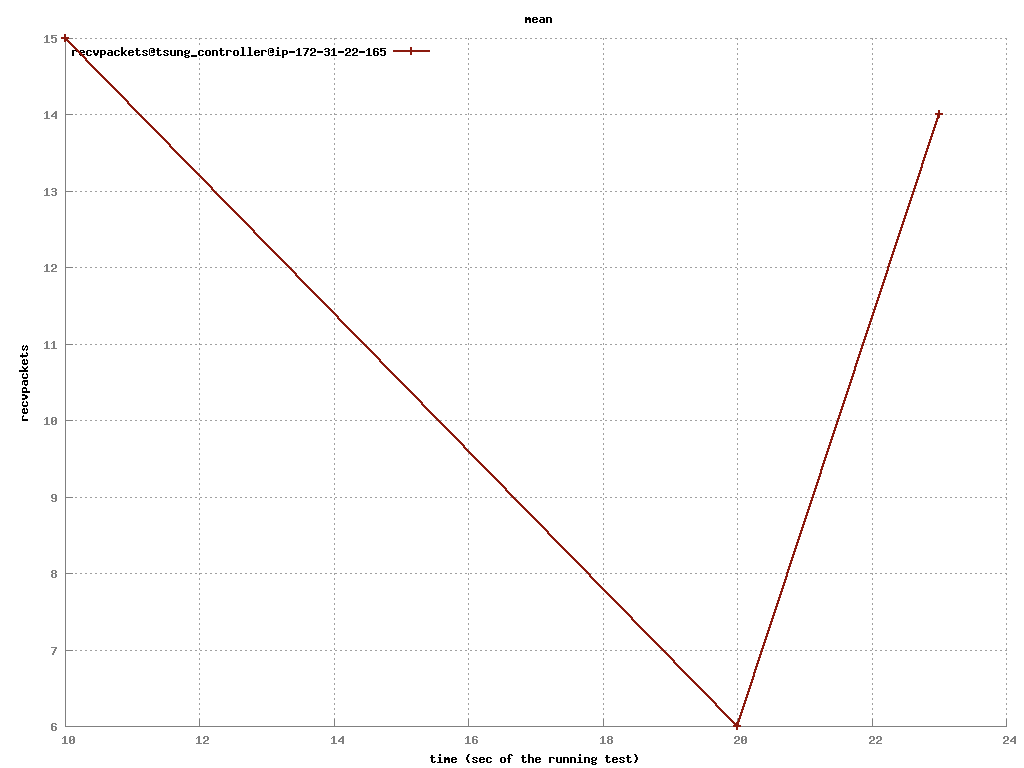 mean
recvpackets@tsung_controller@ip-172-31-22-165
15
14
13
12
11
10
9
8
7
6
recvpackets
10 12 14 16 18 20 22 24
time (sec of the running test)